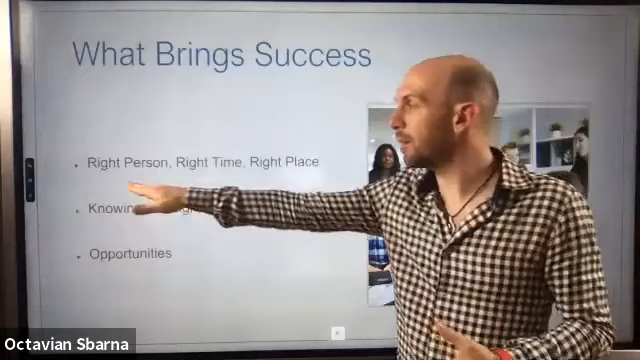 What Brings Success
• Right Person, Right Time, Right Place
•
• Opportunities
Octavian Sbarna